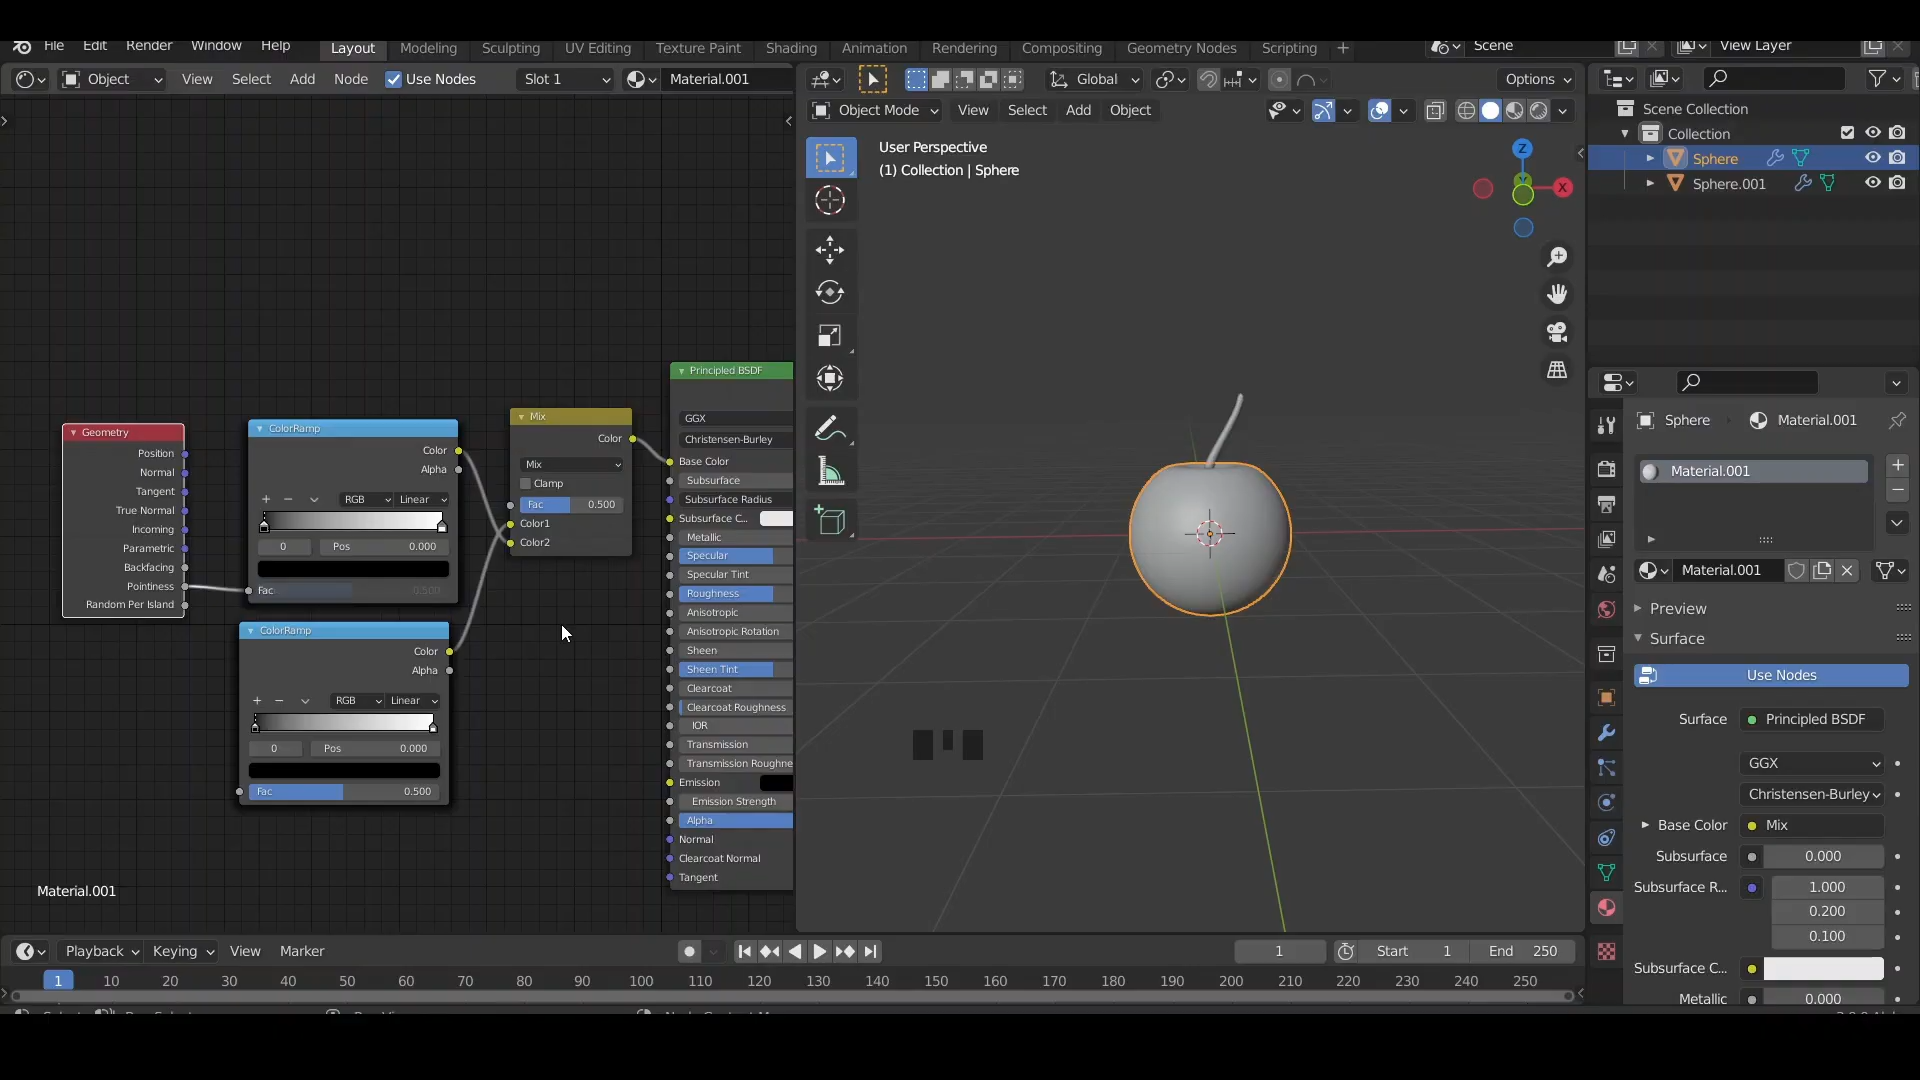 File Edit Render Window Help Layout Modeling Sculpting UV Editing Texture Paint Shading Animation Rendering Compositing Geometry Nodes Scripting + Scene View Layer
Object View Select Add Node Use Nodes Slot 1 Material.001
Global Options
Object Mode View Select Add Object
User Perspective
(1) Collection | Sphere
Z
X
Geometry
Position
Normal
Tangent
True Normal
Incoming
Parametric
Backfacing
Pointiness
Random Per Island
ColorRamp
Color
Alpha
RGB Linear
0 Pos 0.000
Fac 0.500
ColorRamp
Color
Alpha
RGB Linear
0 Pos 0.000
Fac 0.500
Mix
Color
Mix
Clamp
Fac 0.500
Color1
Color2
Principled BSDF
GGX
Christensen-Burley
Base Color
Subsurface
Subsurface Radius
Subsurface C...
Metallic
Specular
Specular Tint
Roughness
Anisotropic
Anisotropic Rotation
Sheen
Sheen Tint
Clearcoat
Clearcoat Roughness
IOR
Transmission
Transmission Roughne
Emission
Emission Strength
Alpha
Normal
Clearcoat Normal
Tangent
Material.001
Scene Collection
Collection
Sphere
Sphere.001
Sphere Material.001
Material.001
Material.001
Preview
Surface
Use Nodes
Surface Principled BSDF
GGX
Christensen-Burley
Base Color Mix
Subsurface 0.000
Subsurface R... 1.000
0.200
0.100
Subsurface C...
Metallic 0.000
Playback Keying View Marker 1 Start 1 End 250
1 10 20 30 40 50 60 70 80 90 100 110 120 130 140 150 160 170 180 190 200 210 220 230 240 250